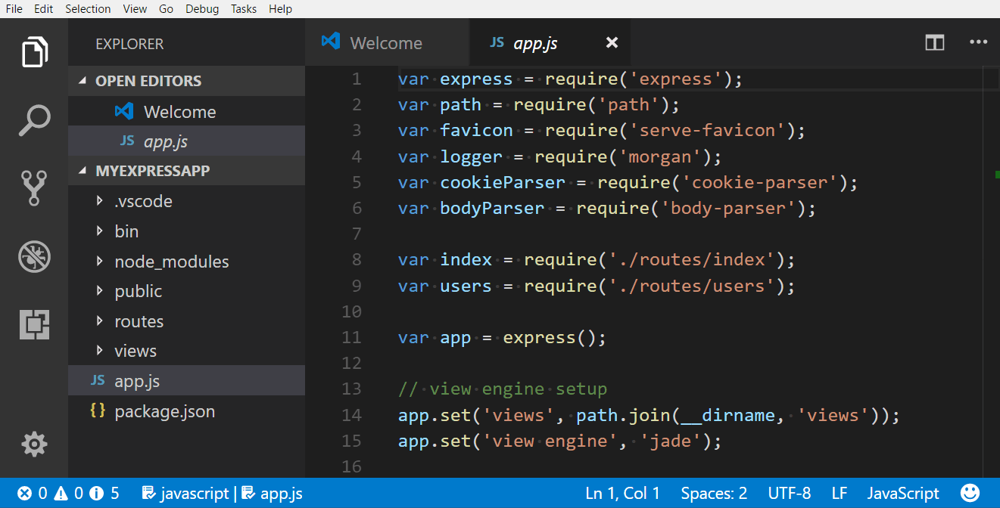 File Edit Selection View Go Debug Tasks Help
EXPLORER
OPEN EDITORS
Welcome
JS app.js
MYEXPRESSAPP
.vscode
bin
node_modules
public
routes
views
JS app.js
{} package.json
Welcome JS app.js
1 var express = require('express');
2 var path = require('path');
3 var favicon = require('serve-favicon');
4 var logger = require('morgan');
5 var cookieParser = require('cookie-parser');
6 var bodyParser = require('body-parser');
7
8 var index = require('./routes/index');
9 var users = require('./routes/users');
10
11 var app = express();
12
13 // view engine setup
14 app.set('views', path.join(__dirname, 'views'));
15 app.set('view engine', 'jade');
16
0 0 5 javascript | app.js Ln 1, Col 1 Spaces: 2 UTF-8 LF JavaScript